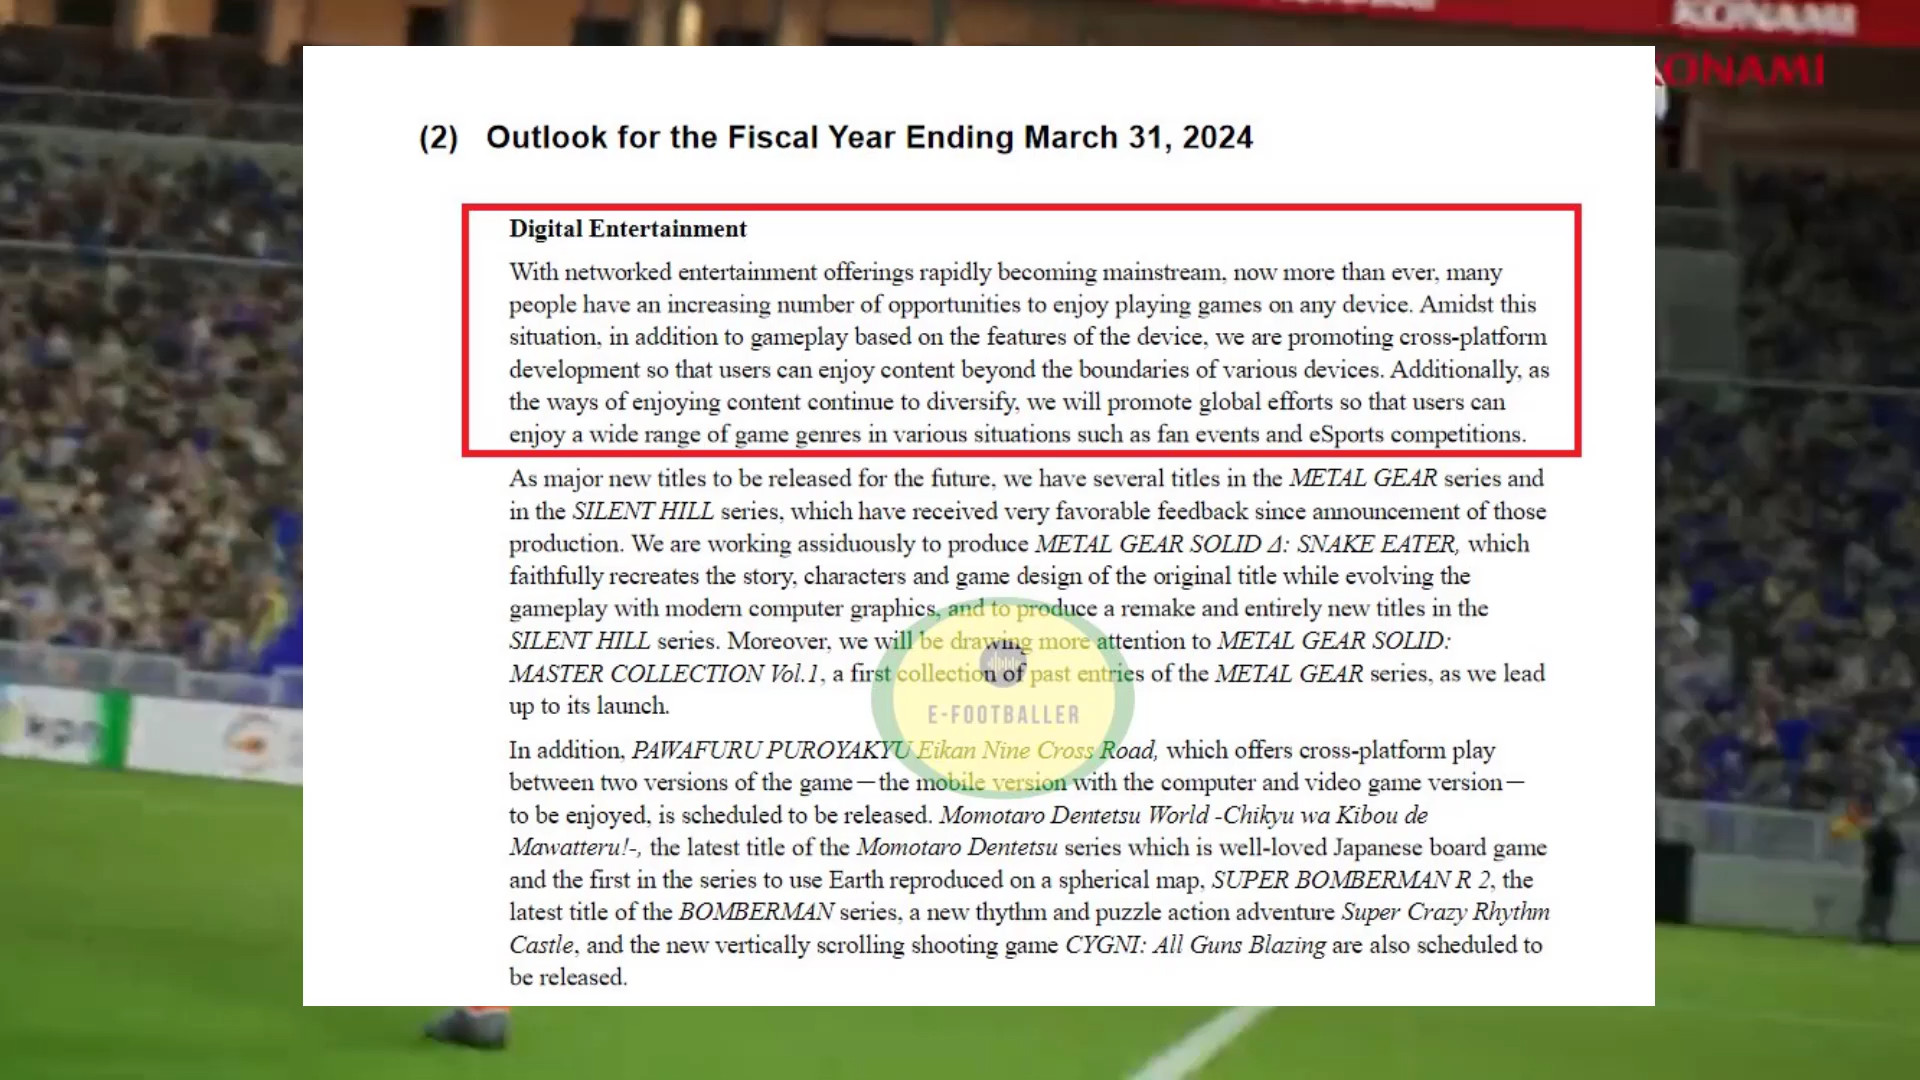 KONAMI
KONAMI
(2) Outlook for the Fiscal Year Ending March 31, 2024
Digital Entertainment
With networked entertainment offerings rapidly becoming mainstream, now more than ever, many
people have an increasing number of opportunities to enjoy playing games on any device. Amidst this
situation, in addition to gameplay based on the features of the device, we are promoting cross-platform
development so that users can enjoy content beyond the boundaries of various devices. Additionally, as
the ways of enjoying content continue to diversify, we will promote global efforts so that users can
enjoy a wide range of game genres in various situations such as fan events and eSports competitions.
As major new titles to be released for the future, we have several titles in the METAL GEAR series and
in the SILENT HILL series, which have received very favorable feedback since announcement of those
production. We are working assiduously to produce METAL GEAR SOLID Δ: SNAKE EATER, which
faithfully recreates the story, characters and game design of the original title while evolving the
gameplay with modern computer graphics, and to produce a remake and entirely new titles in the
SILENT HILL series. Moreover, we will be drawing more attention to METAL GEAR SOLID:
MASTER COLLECTION Vol.1, a first collection of past entries of the METAL GEAR series, as we lead
up to its launch.
E-FOOTBALLER
In addition, PAWAFURU PUROYAKYU Eikan Nine Cross Road, which offers cross-platform play
between two versions of the game—the mobile version with the computer and video game version—
to be enjoyed, is scheduled to be released. Momotaro Dentetsu World -Chikyu wa Kibou de
Mawatteru!-, the latest title of the Momotaro Dentetsu series which is well-loved Japanese board game
and the first in the series to use Earth reproduced on a spherical map, SUPER BOMBERMAN R 2, the
latest title of the BOMBERMAN series, a new thythm and puzzle action adventure Super Crazy Rhythm
Castle, and the new vertically scrolling shooting game CYGNI: All Guns Blazing are also scheduled to
be released.
kpn